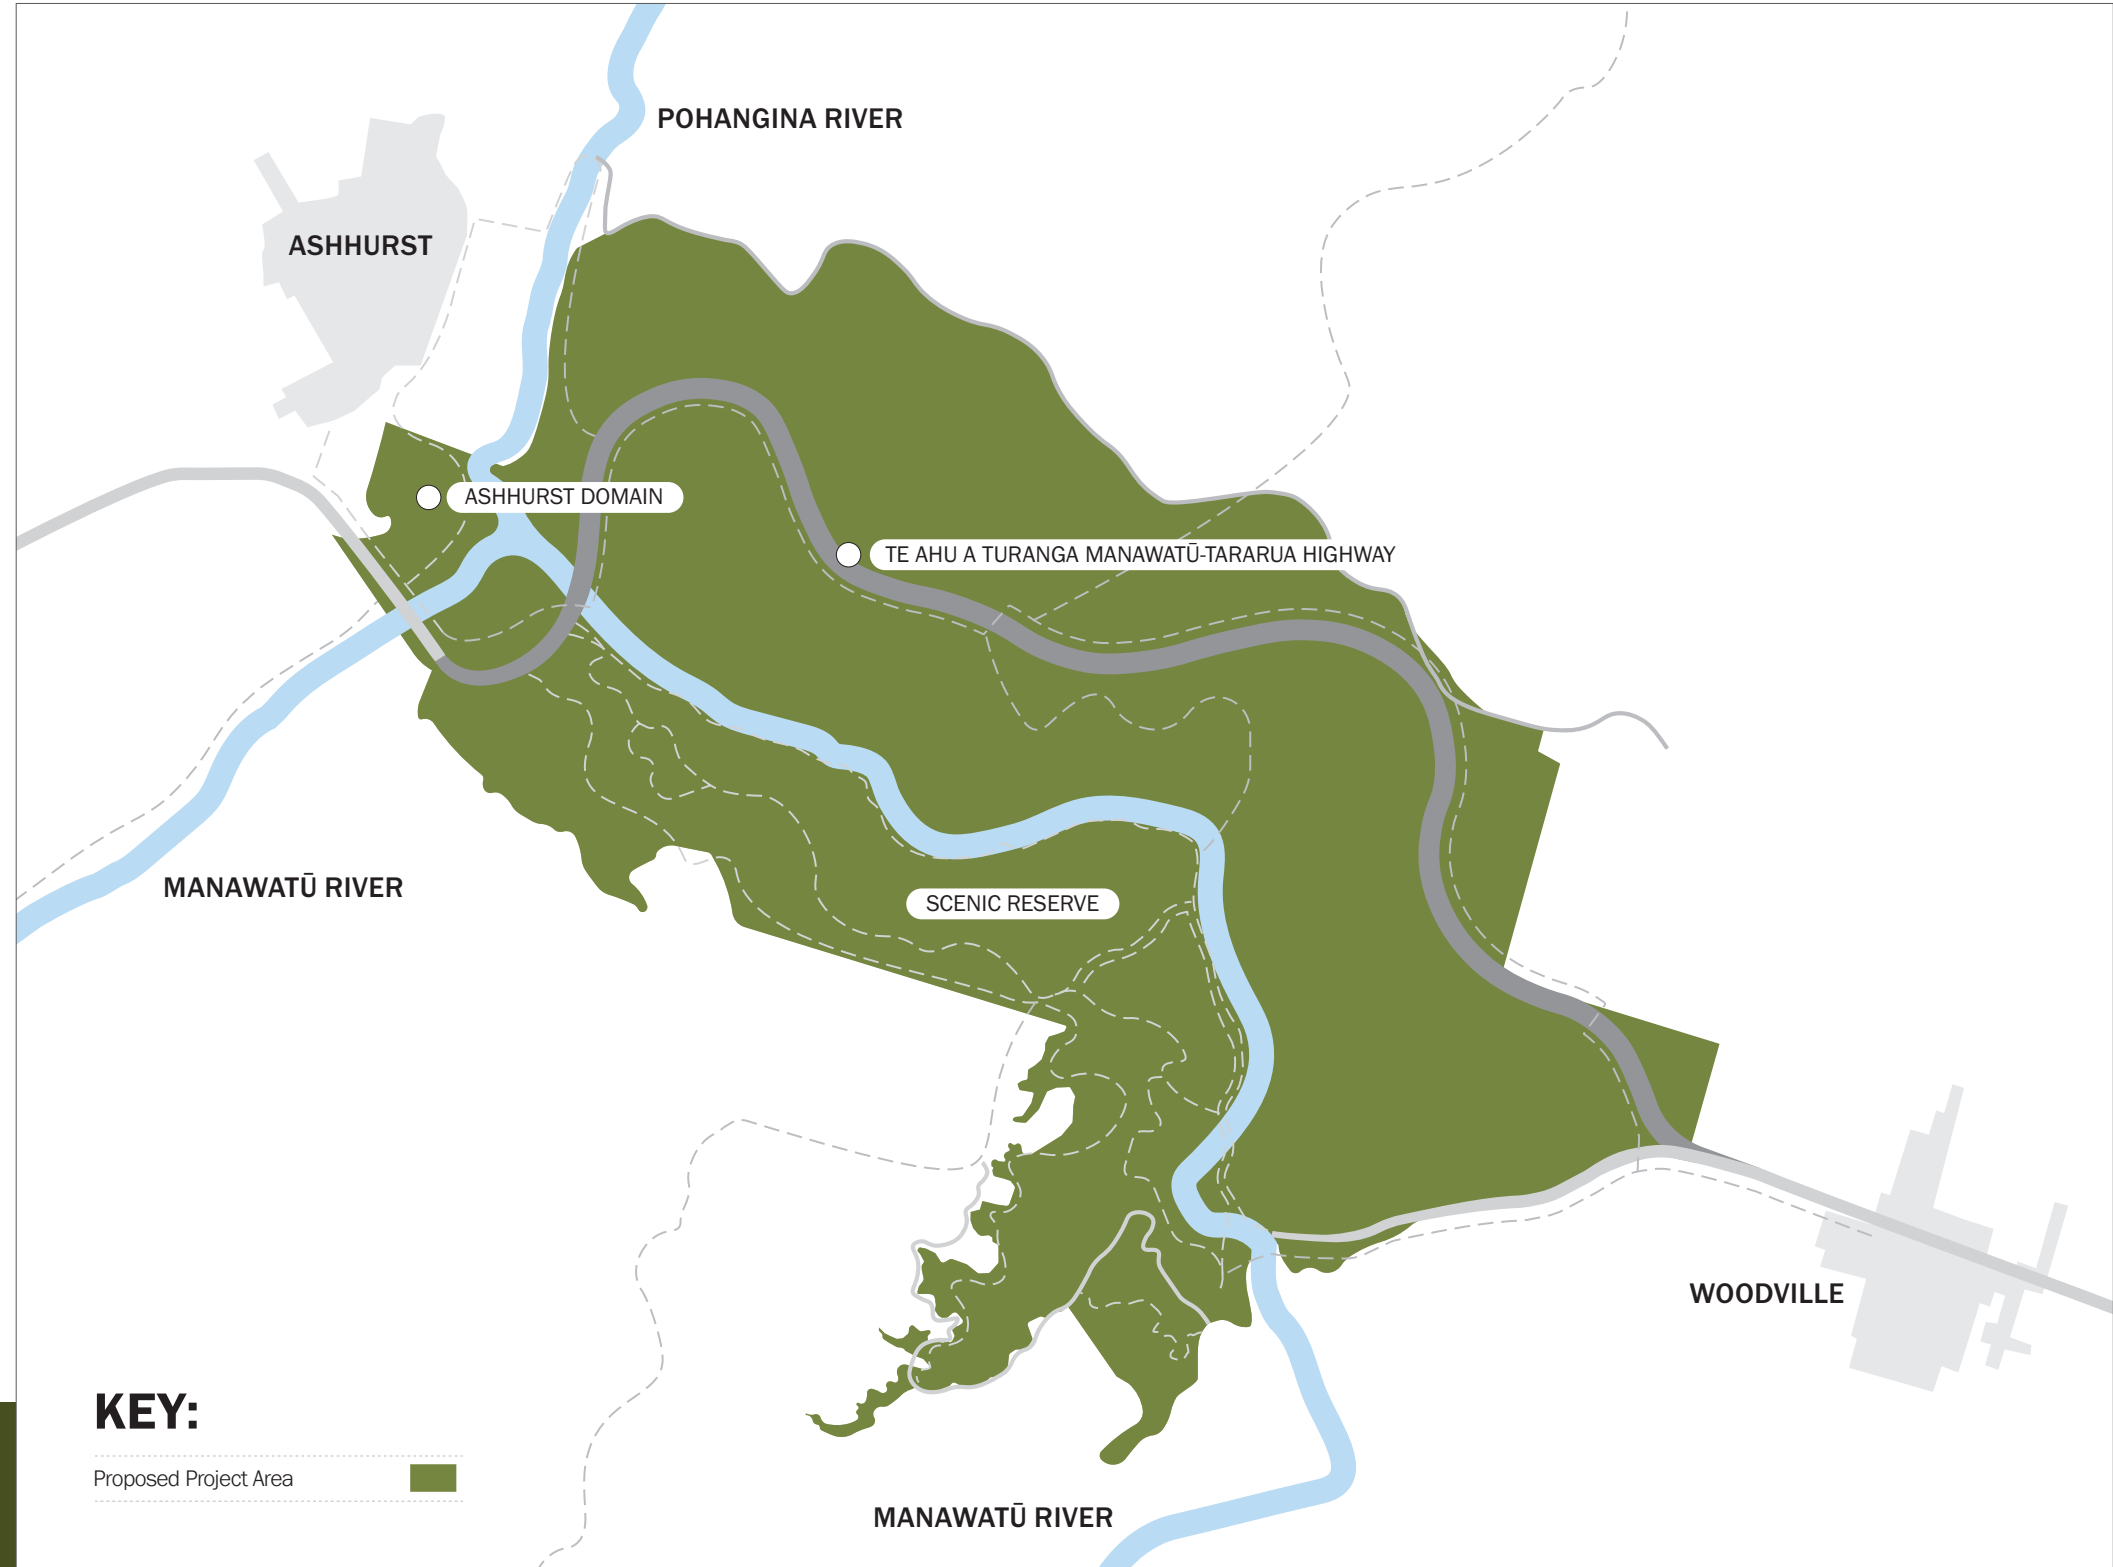 POHANGINA RIVER
ASHHURST
ASHHURST DOMAIN
TE AHU A TURANGA MANAWATŪ-TARARUA HIGHWAY
MANAWATŪ RIVER
SCENIC RESERVE
WOODVILLE
KEY:
Proposed Project Area
MANAWATŪ RIVER